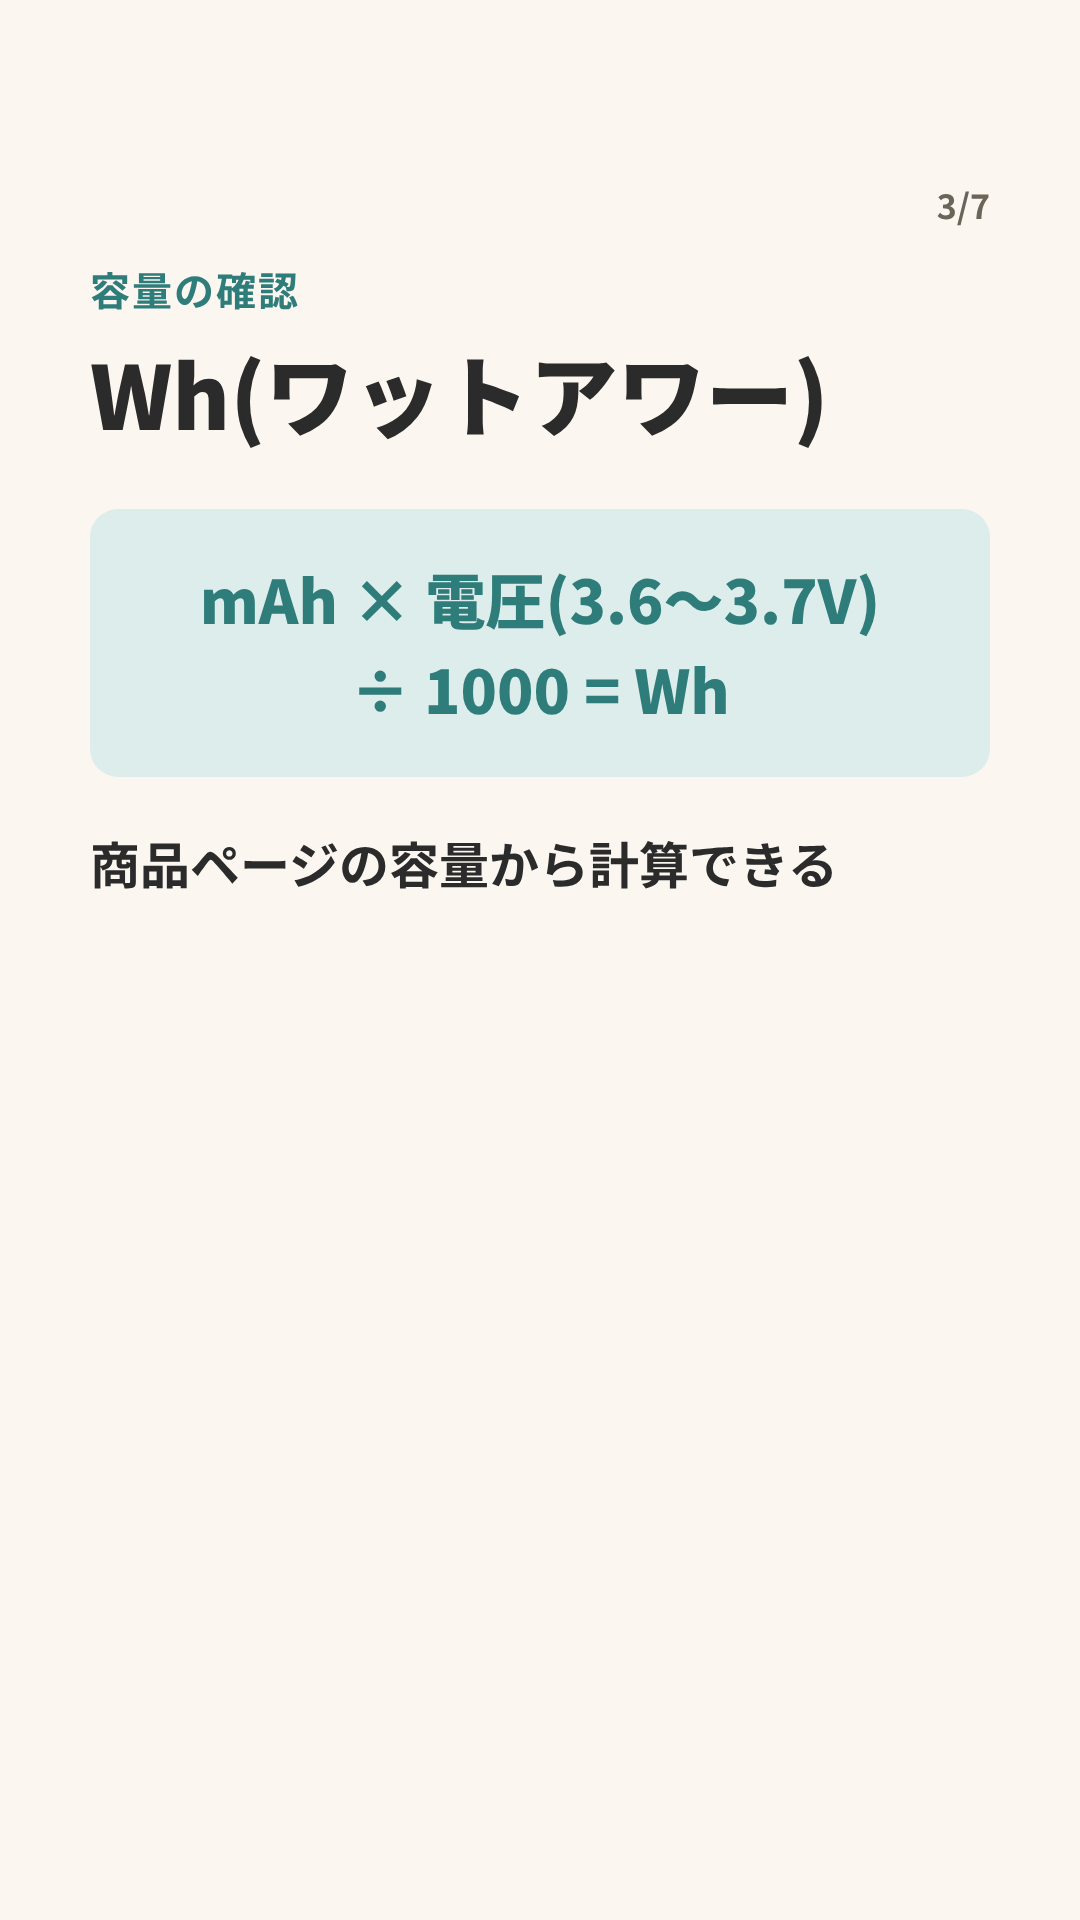 3/7
容量の確認
Wh(ワットアワー)
mAh × 電圧(3.6〜3.7V)
÷ 1000 = Wh
商品ページの容量から計算できる